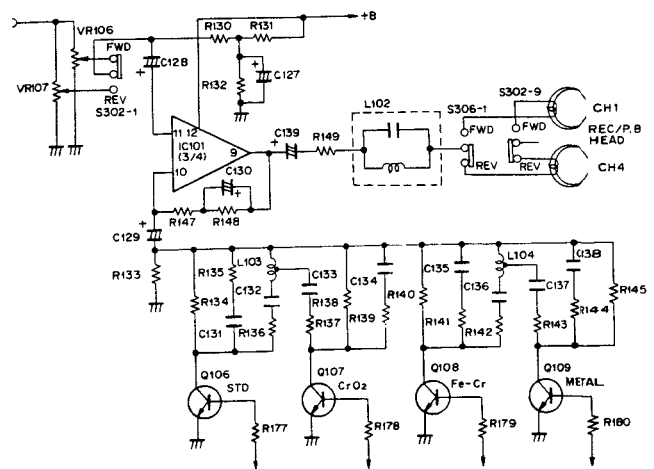 R130 R131 +B
VR106
FWD
C128
VR107
REV
S302-1
R132 C127
L102
S306-1 S302-9
CH1
FWD FWD
REC/P.B
HEAD
REV REV
CH4
11 12
IC101
(3/4)
9
10
C139
R149
C130
R147 R148
C129
R133
R135 L103 C133 C134 C135 L104 C138
R134 C132 R138 R140 C136 C137 R145
C131 R136 R137 R139 R141 R142 R143 R144
Q106 Q107 Q108 Q109
STD CrO2 Fe-Cr METAL
R177 R178 R179 R180